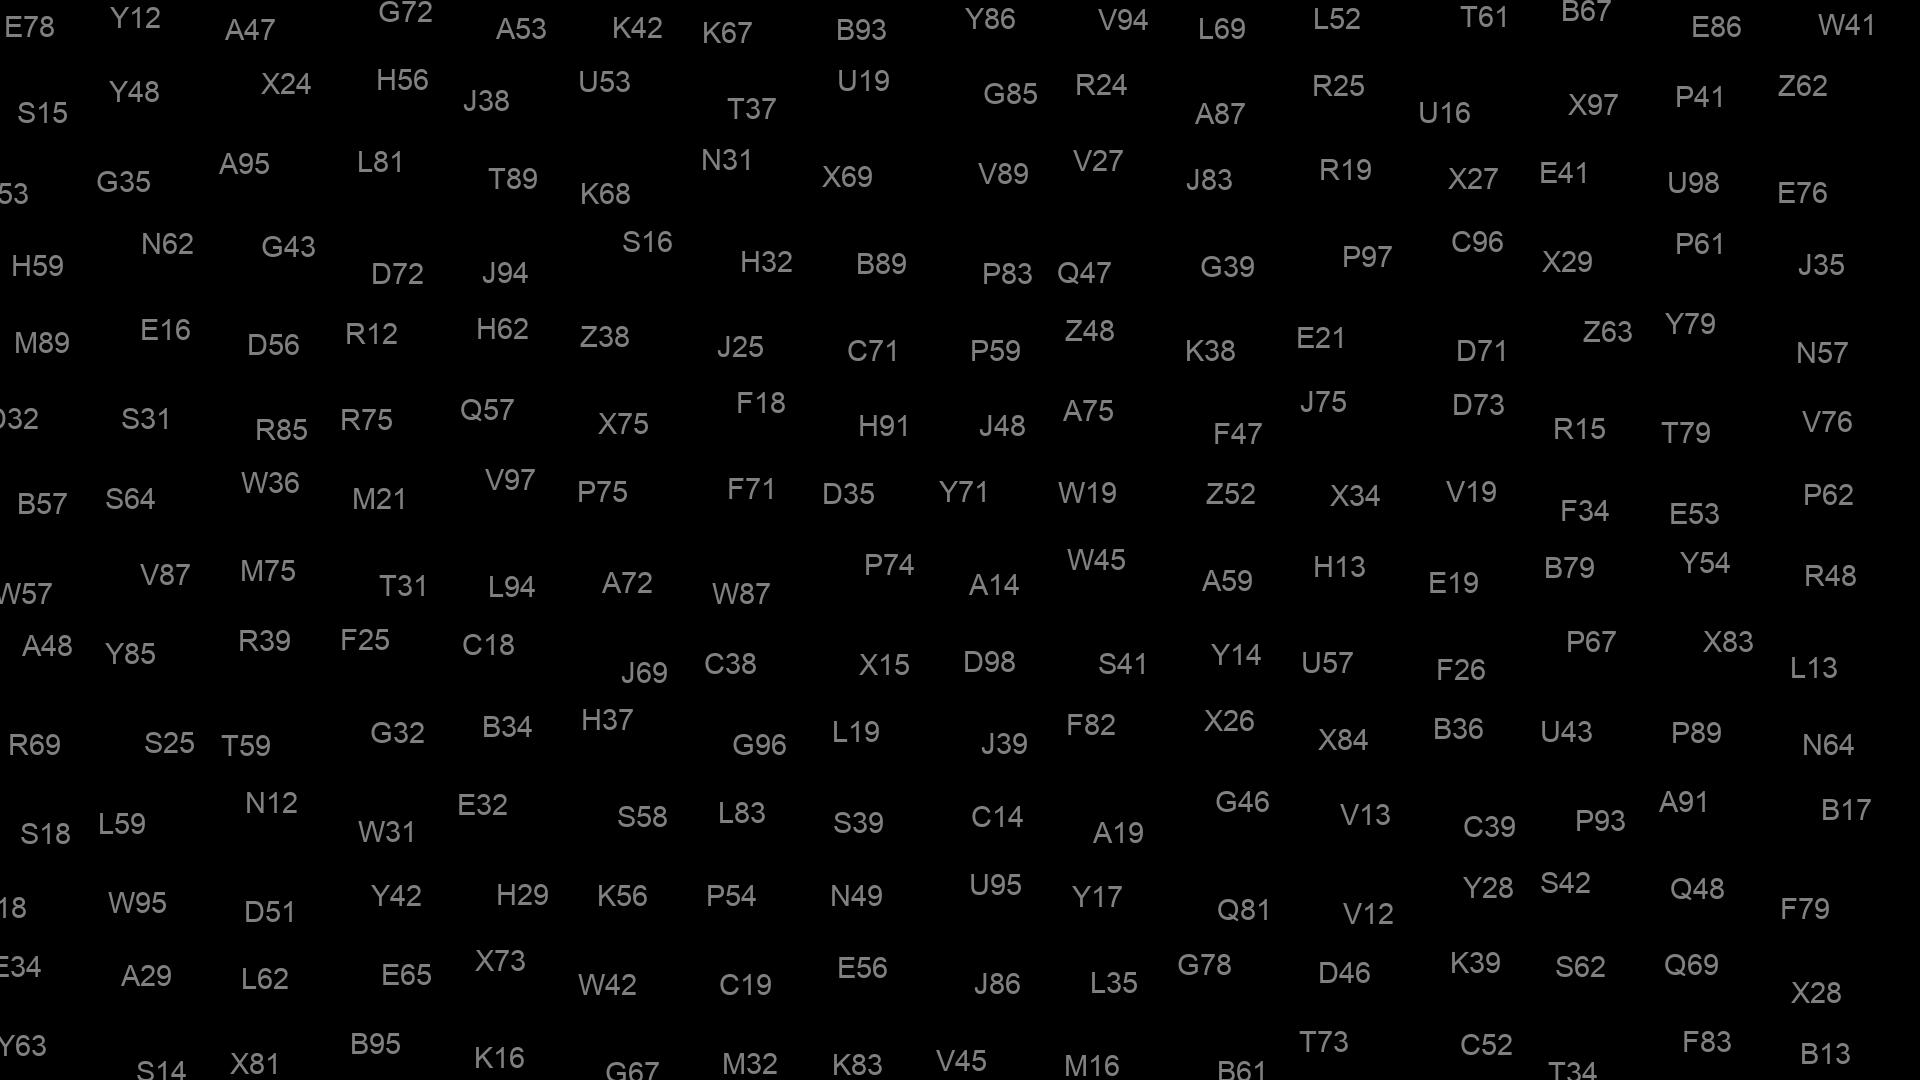 E78 Y12 A47 G72 A53 K42 K67 B93 Y86 V94 L69 L52 T61 B67 E86 W41
S15 Y48 X24 H56 J38 U53 T37 U19 G85 R24 A87 R25 U16 X97 P41 Z62
53 G35 A95 L81 T89 K68 N31 X69 V89 V27 J83 R19 X27 E41 U98 E76
H59 N62 G43 D72 J94 S16 H32 B89 P83 Q47 G39 P97 C96 X29 P61 J35
M89 E16 D56 R12 H62 Z38 J25 C71 P59 Z48 K38 E21 D71 Z63 Y79 N57
32 S31 R85 R75 Q57 X75 F18 H91 J48 A75 F47 J75 D73 R15 T79 V76
B57 S64 W36 M21 V97 P75 F71 D35 Y71 W19 Z52 X34 V19 F34 E53 P62
W57 V87 M75 T31 L94 A72 W87 P74 A14 W45 A59 H13 E19 B79 Y54 R48
A48 Y85 R39 F25 C18 J69 C38 X15 D98 S41 Y14 U57 F26 P67 X83 L13
R69 S25 T59 G32 B34 H37 G96 L19 J39 F82 X26 X84 B36 U43 P89 N64
S18 L59 N12 W31 E32 S58 L83 S39 C14 A19 G46 V13 C39 P93 A91 B17
18 W95 D51 Y42 H29 K56 P54 N49 U95 Y17 Q81 V12 Y28 S42 Q48 F79
E34 A29 L62 E65 X73 W42 C19 E56 J86 L35 G78 D46 K39 S62 Q69 X28
Y63 S14 X81 B95 K16 G67 M32 K83 V45 M16 B61 T73 C52 T34 F83 B13